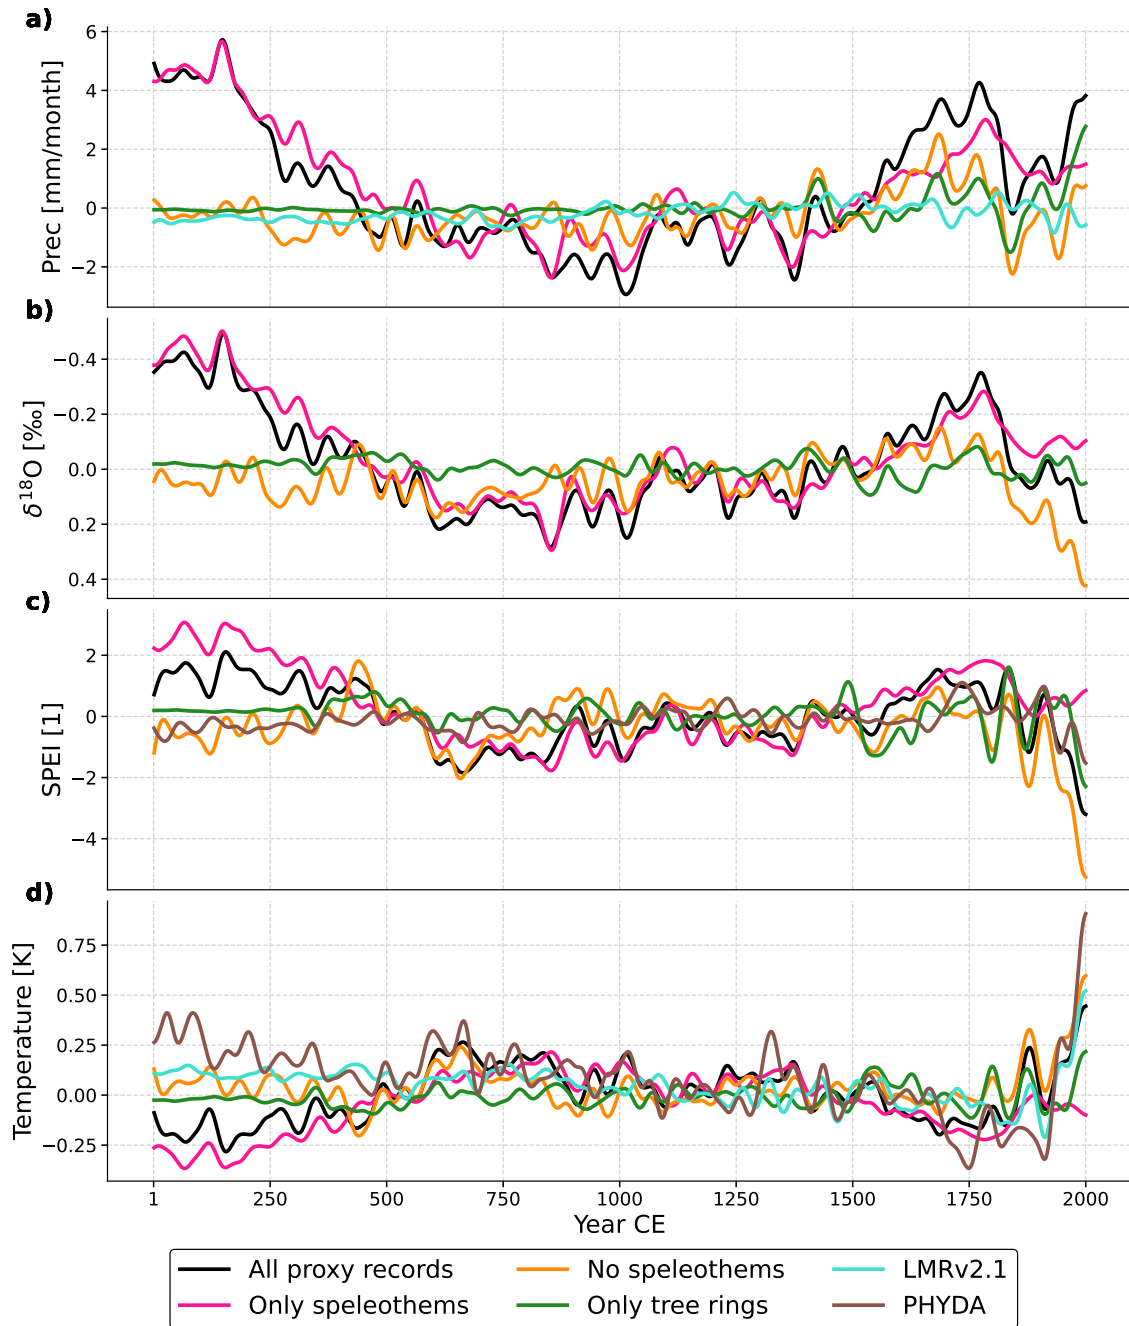 a)
6
4
2
0
−2
Prec [mm/month]
b)
−0.4
−0.2
0.0
0.2
0.4
δ¹⁸O [‰]
c)
2
0
−2
−4
SPEI [1]
d)
0.75
0.50
0.25
0.00
−0.25
Temperature [K]
1 250 500 750 1000 1250 1500 1750 2000
Year CE
All proxy records No speleothems LMRv2.1
Only speleothems Only tree rings PHYDA